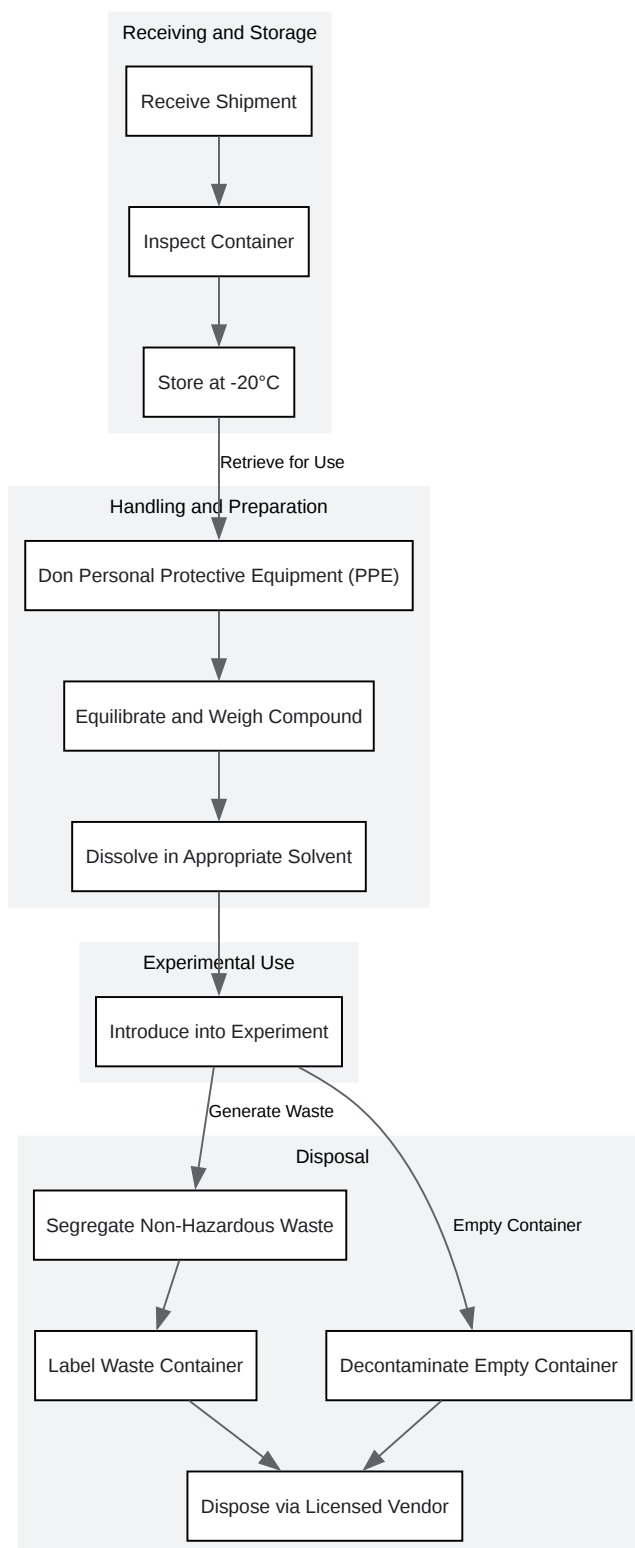 Receiving and Storage
Receive Shipment
Inspect Container
Store at -20°C
Retrieve for Use
Handling and Preparation
Don Personal Protective Equipment (PPE)
Equilibrate and Weigh Compound
Dissolve in Appropriate Solvent
Experimental Use
Introduce into Experiment
Generate Waste
Disposal
Segregate Non-Hazardous Waste
Empty Container
Label Waste Container
Decontaminate Empty Container
Dispose via Licensed Vendor